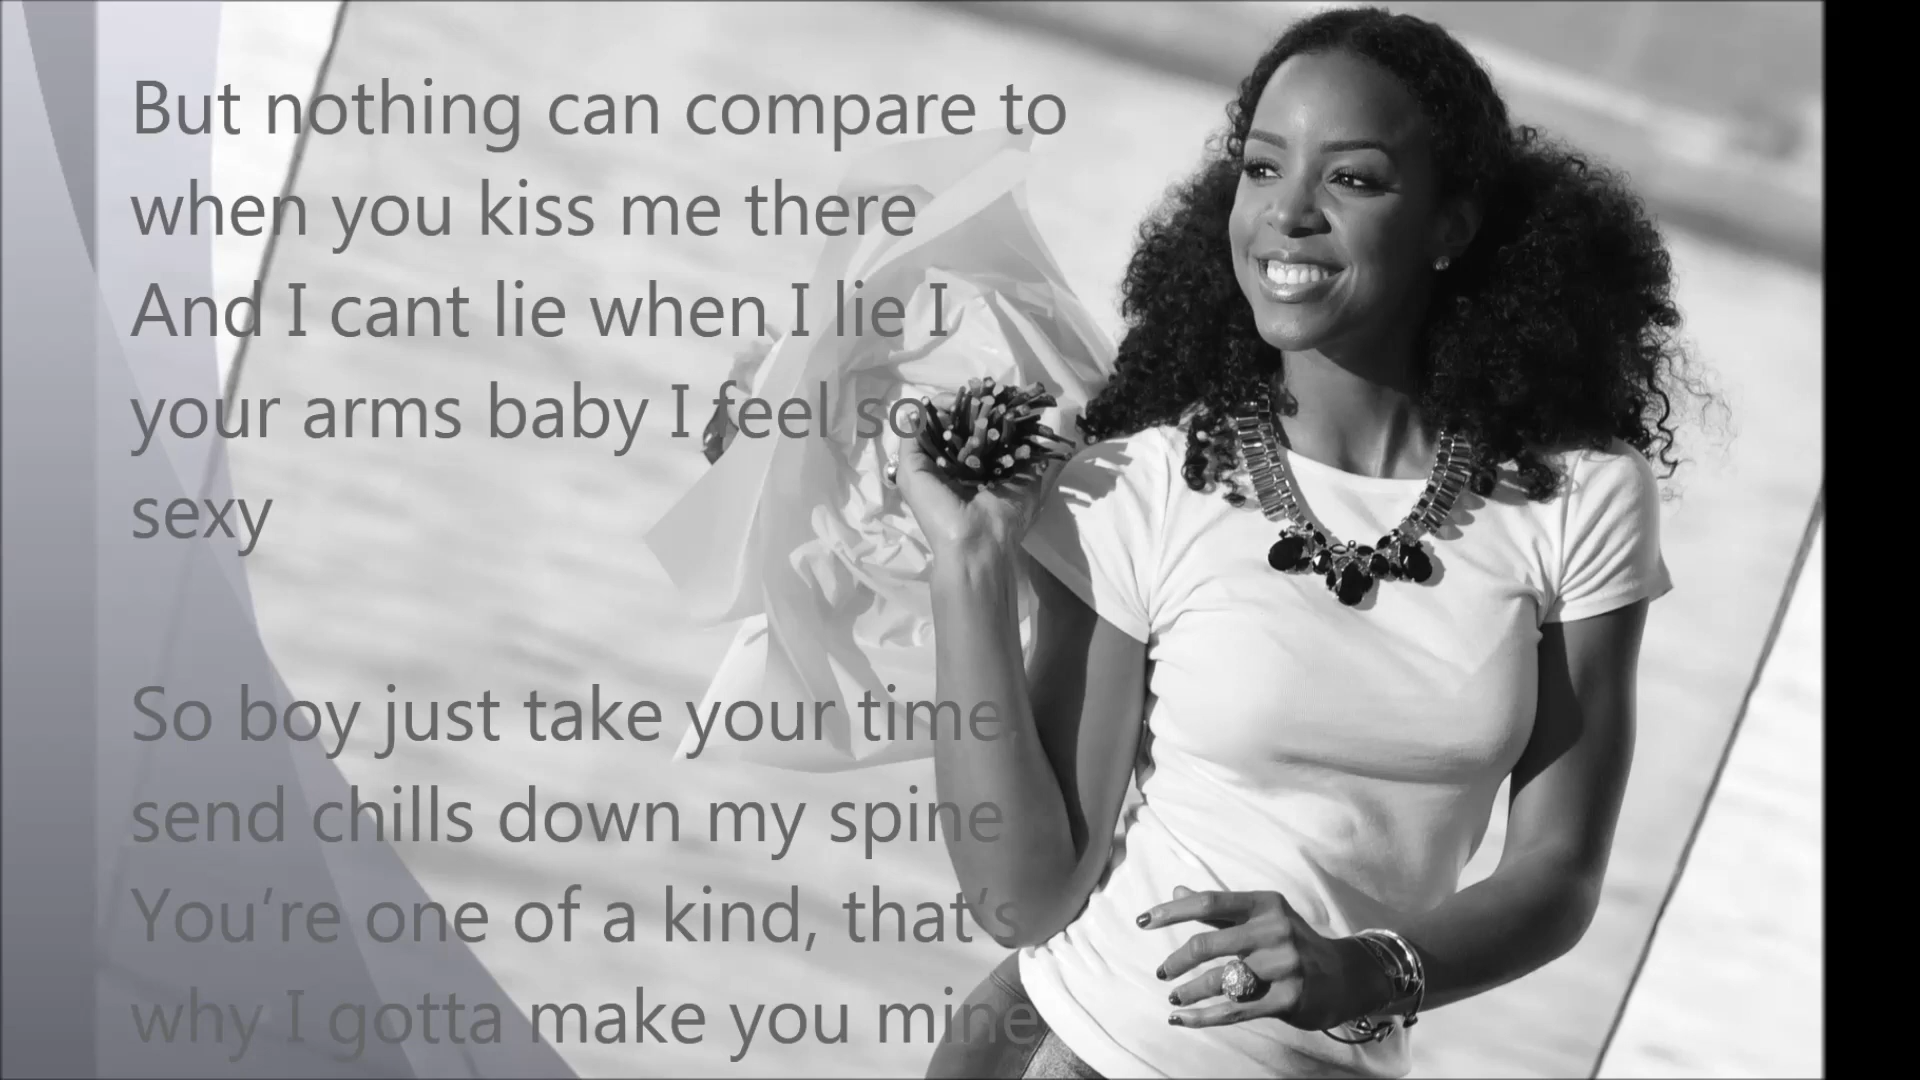 But nothing can compare to
when you kiss me there
And I cant lie when I lie I
your arms baby I feel so
sexy
So boy just take your time
send chills down my spine
You’re one of a kind, that’s
why I gotta make you mine